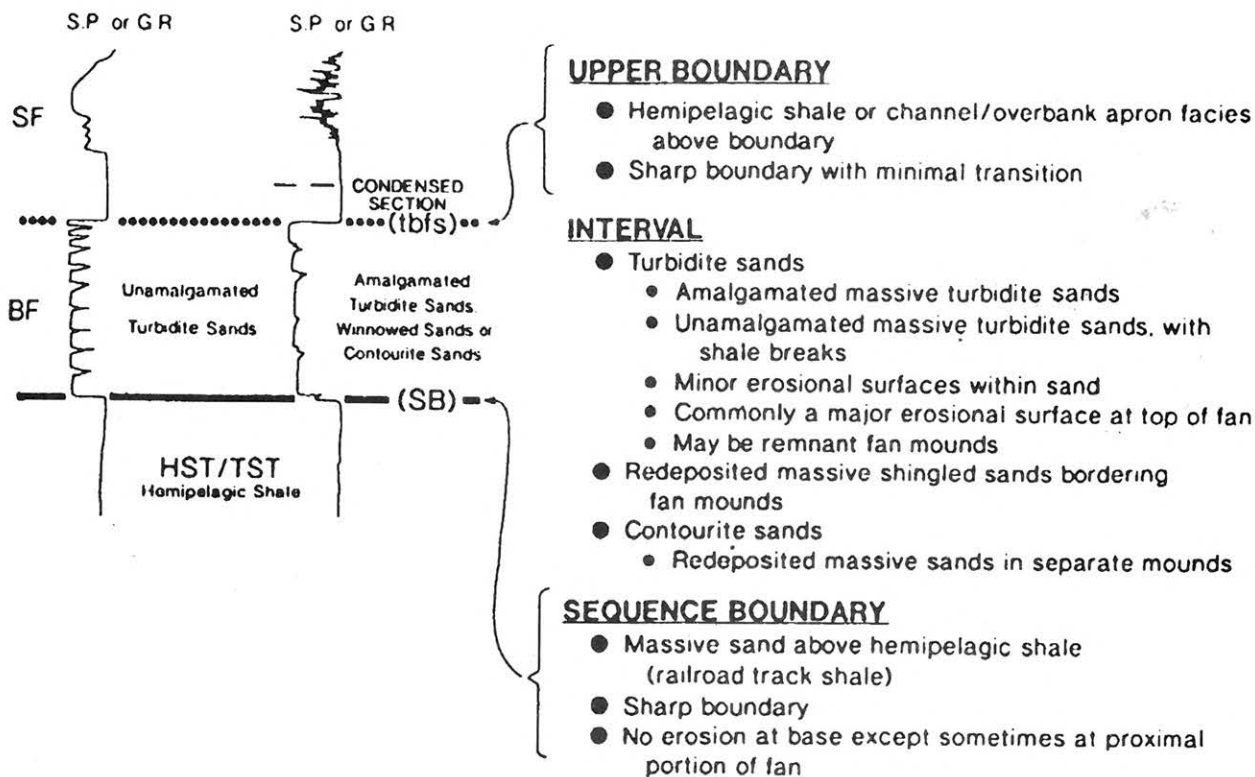 S.P or G R
S.P or G R
SF
CONDENSED
SECTION
(tbfs)
BF
Unamalgamated
Turbidite Sands
Amalgamated
Turbidite Sands.
Winnowed Sands or
Contourite Sands
(SB)
HST/TST
Homipelagic Shale
UPPER BOUNDARY
● Hemipelagic shale or channel/overbank apron facies
above boundary
● Sharp boundary with minimal transition
INTERVAL
● Turbidite sands
• Amalgamated massive turbidite sands
• Unamalgamated massive turbidite sands, with
shale breaks
• Minor erosional surfaces within sand
• Commonly a major erosional surface at top of fan
• May be remnant fan mounds
● Redeposited massive shingled sands bordering
fan mounds
● Contourite sands
• Redeposited massive sands in separate mounds
SEQUENCE BOUNDARY
● Massive sand above hemipelagic shale
(railroad track shale)
● Sharp boundary
● No erosion at base except sometimes at proximal
portion of fan